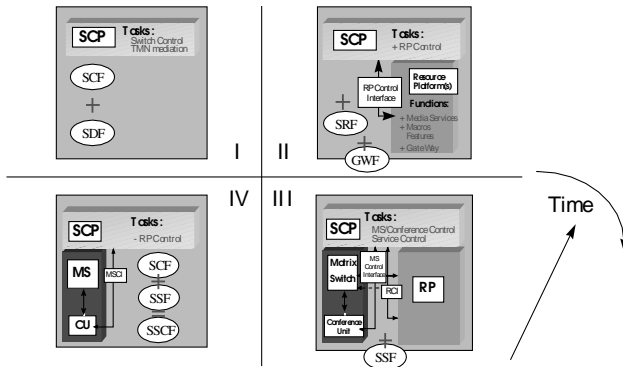 SCP
Tasks :
Switch Control
TMN mediation
SCF
+
SDF
I
SCP
Tasks :
+ RP Control
RP Control
Interface
Resource
Platform(s)
Functions:
+ Media Services
+ Macros
Features
+ Gate Way
+
SRF
+
GWF
II
IV
SCP
Tasks :
- RP Control
MS
MSCI
CU
SCF
+
SSF
=
SSCF
III
SCP
Tasks :
MS/Conference Control
Service Control
Matrix
Switch
MS
Control
Interface
RCI
RP
Conference
Unit
+
SSF
Time